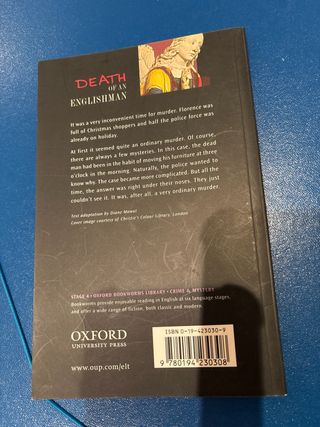 DEATH
OF AN
ENGLISHMAN
It was a very inconvenient time for murder. Florence was
full of Christmas shoppers and half the police force was
already on holiday.
At first it seemed quite an ordinary murder. Of course,
there are always a few mysteries. In this case, the dead
man had been in the habit of moving his furniture at three
o'clock in the morning. Naturally, the police wanted to
know why. The case became more complicated. But all the
time, the answer was right under their noses. They just
couldn't see it. It was, after all, a very ordinary murder.
Text adaptation by Diane Mowat
Cover image courtesy of Christie's Colour Library, London
STAGE 4 • OXFORD BOOKWORMS LIBRARY • CRIME & MYSTERY
Bookworms provide enjoyable reading in English at six language stages,
and offer a wide range of fiction, both classic and modern.
OXFORD
UNIVERSITY PRESS
www.oup.com/elt
ISBN 0-19-423030-9
9 780194 230308